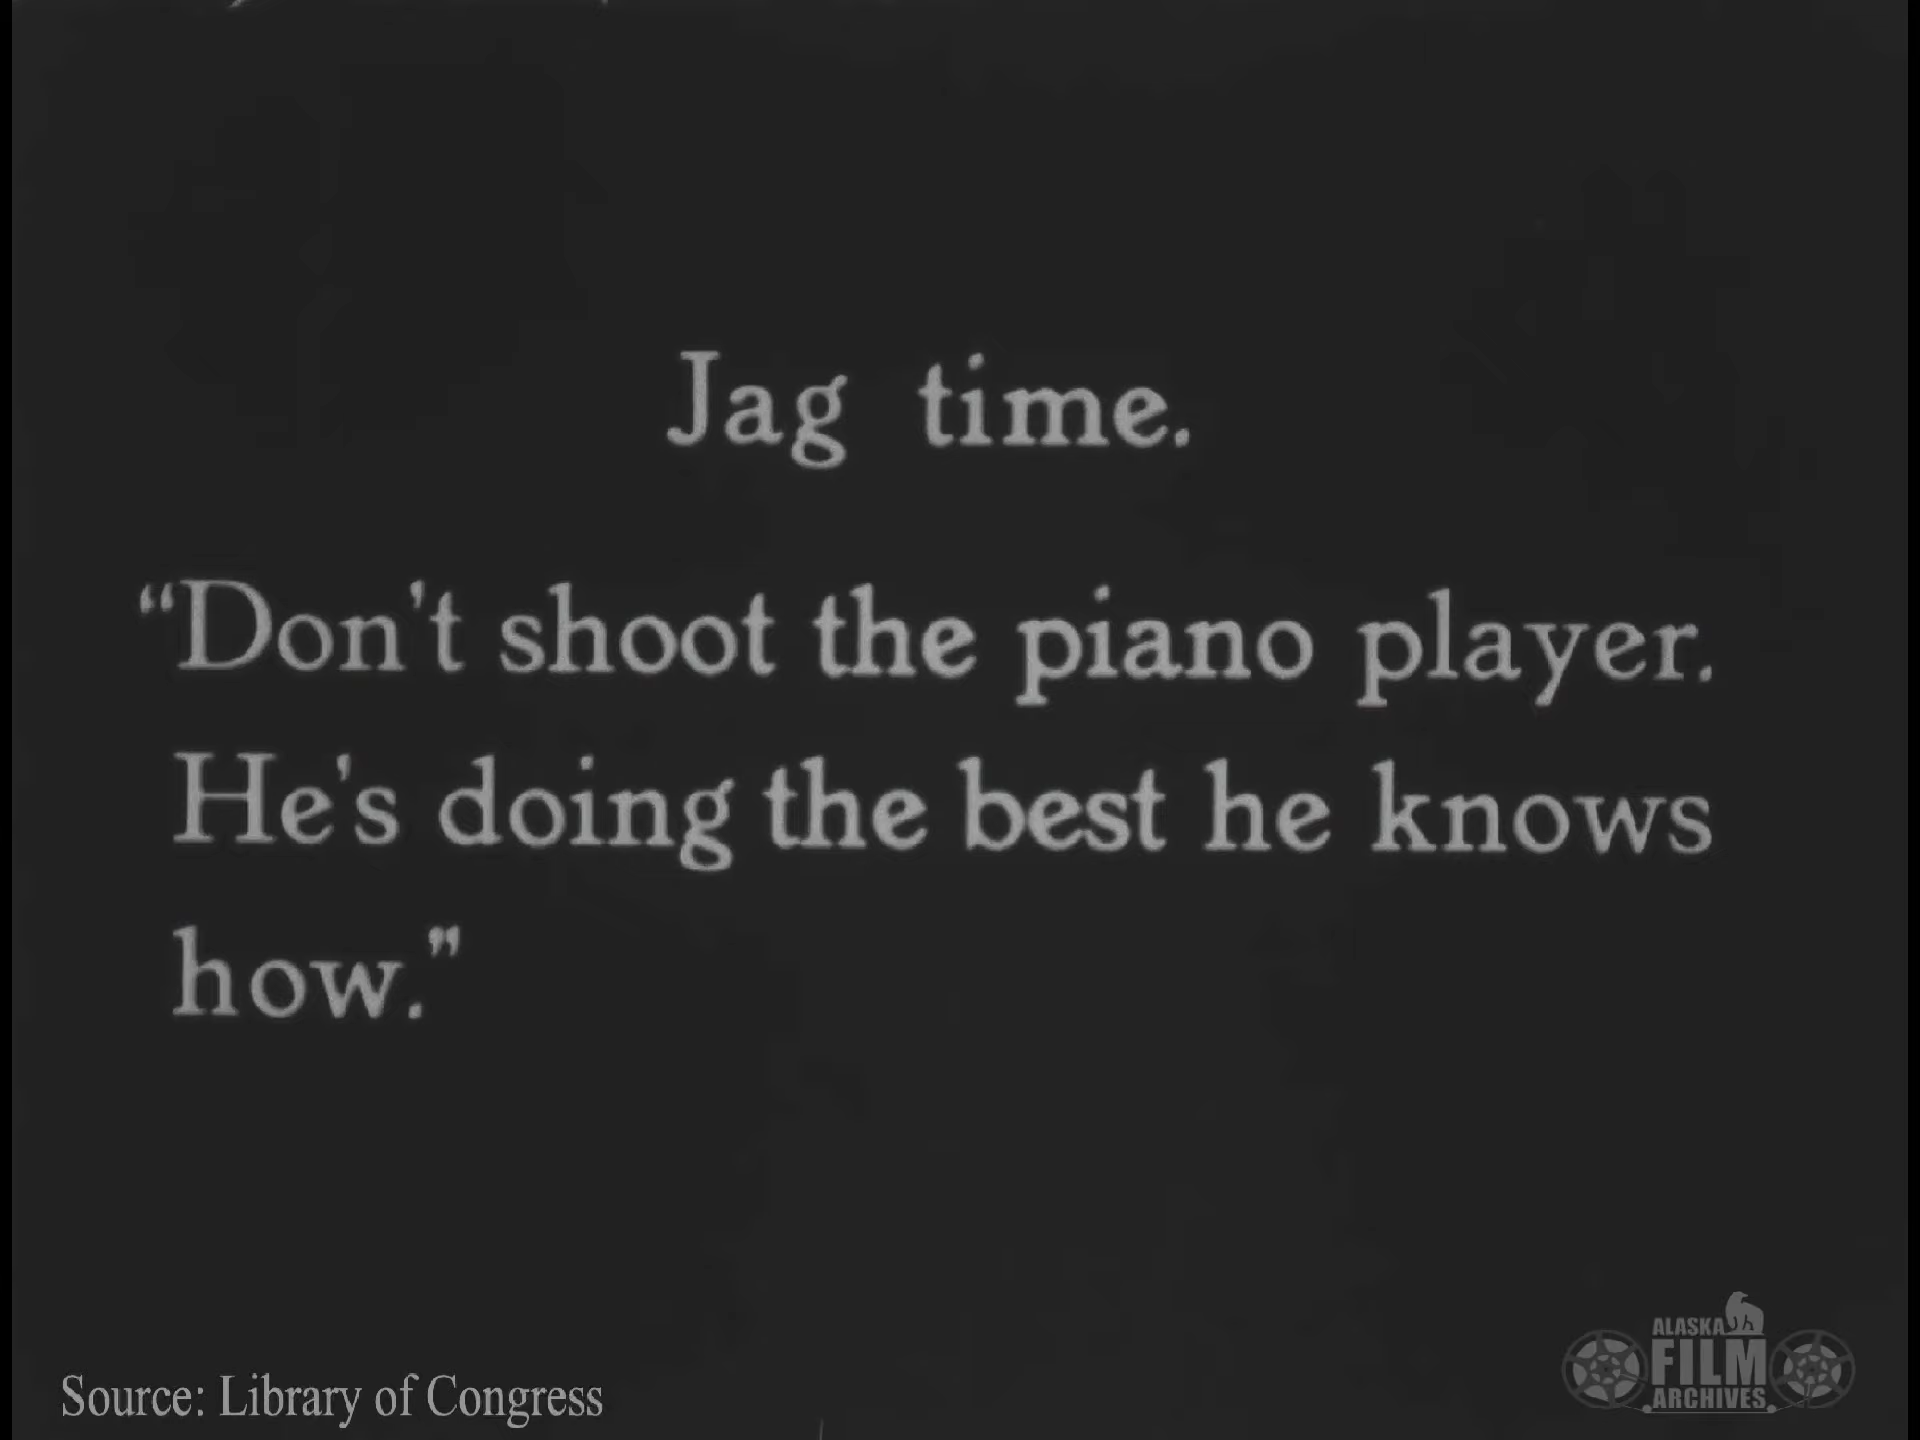 Jag time.
“Don't shoot the piano player.
He's doing the best he knows
how.”
Source: Library of Congress
ALASKA
FILM
ARCHIVES